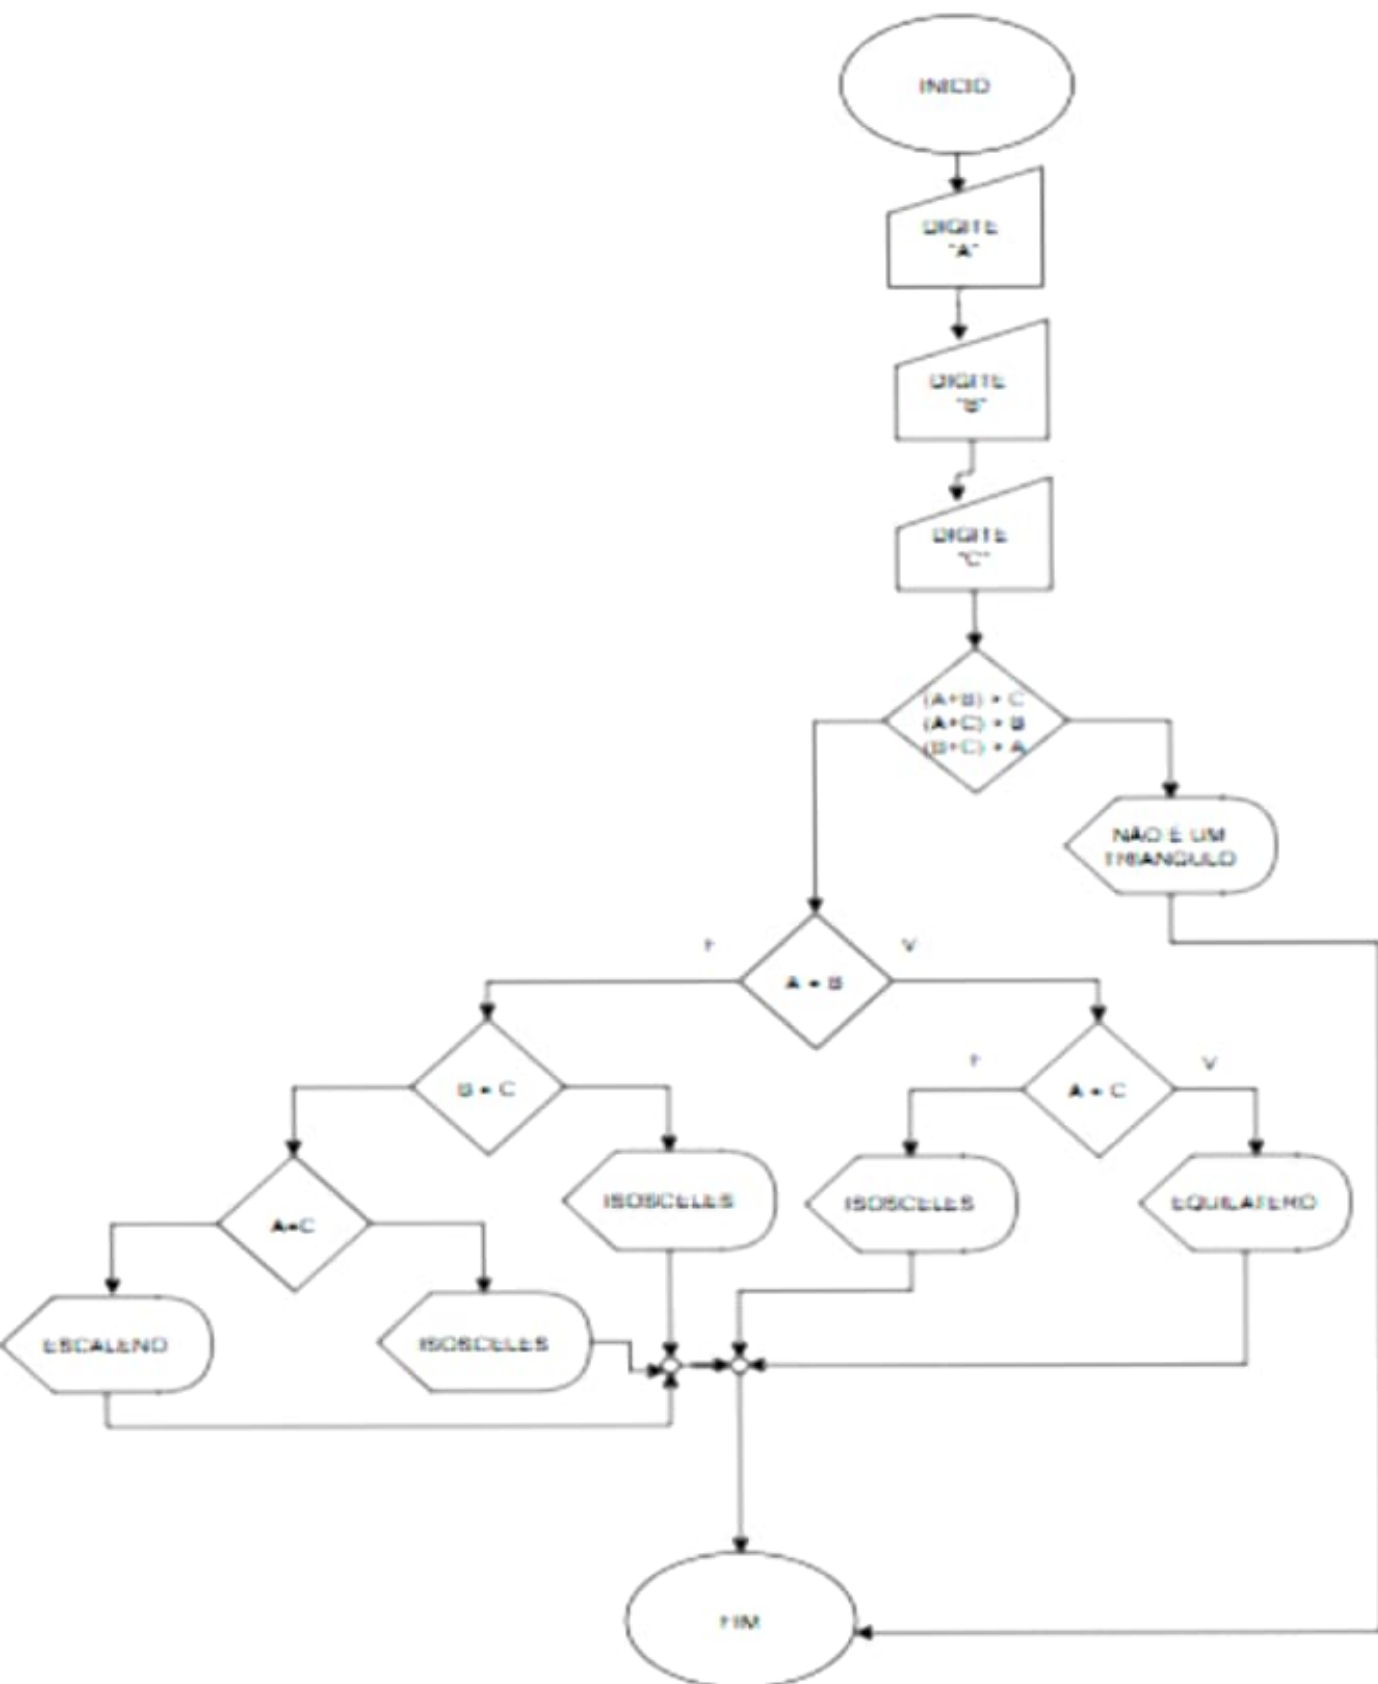 INICIO
DIGITE
"A"
DIGITE
"B"
DIGITE
"C"
(A+B) > C
(A+C) > B
(B+C) > A
NÃO É UM
TRIANGULO
F
V
A = B
B = C
F
V
A = C
A=C
ISOSCELES
ISOSCELES
EQUILATERO
ESCALENO
ISOSCELES
FIM